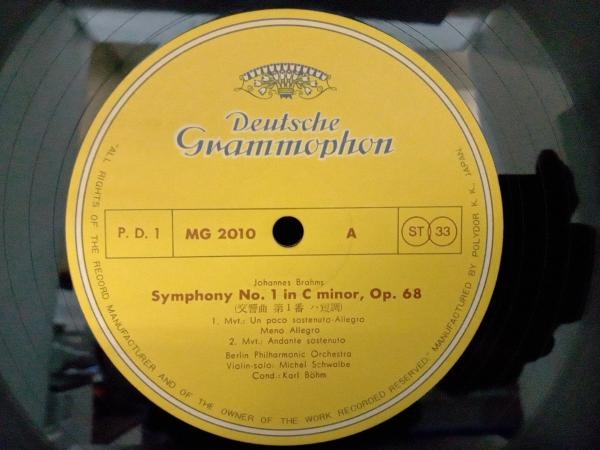 Deutsche
Grammophon
P. D. 1
MG 2010
A
ST 33
Johannes Brahms
Symphony No. 1 in C minor, Op. 68
(交響曲 第1番 ハ短調)
1. Mvt.: Un poco sostenuto-Allegro
Meno Allegro
2. Mvt.: Andante sostenuto
Berlin Philharmonic Orchestra
Violin-solo: Michel Schwalbe
Cond.: Karl Böhm
"ALL RIGHTS OF THE RECORD MANUFACTURER AND OF THE OWNER OF THE WORK RECORDED RESERVED." MANUFACTURED BY POLYDOR K. K., JAPAN